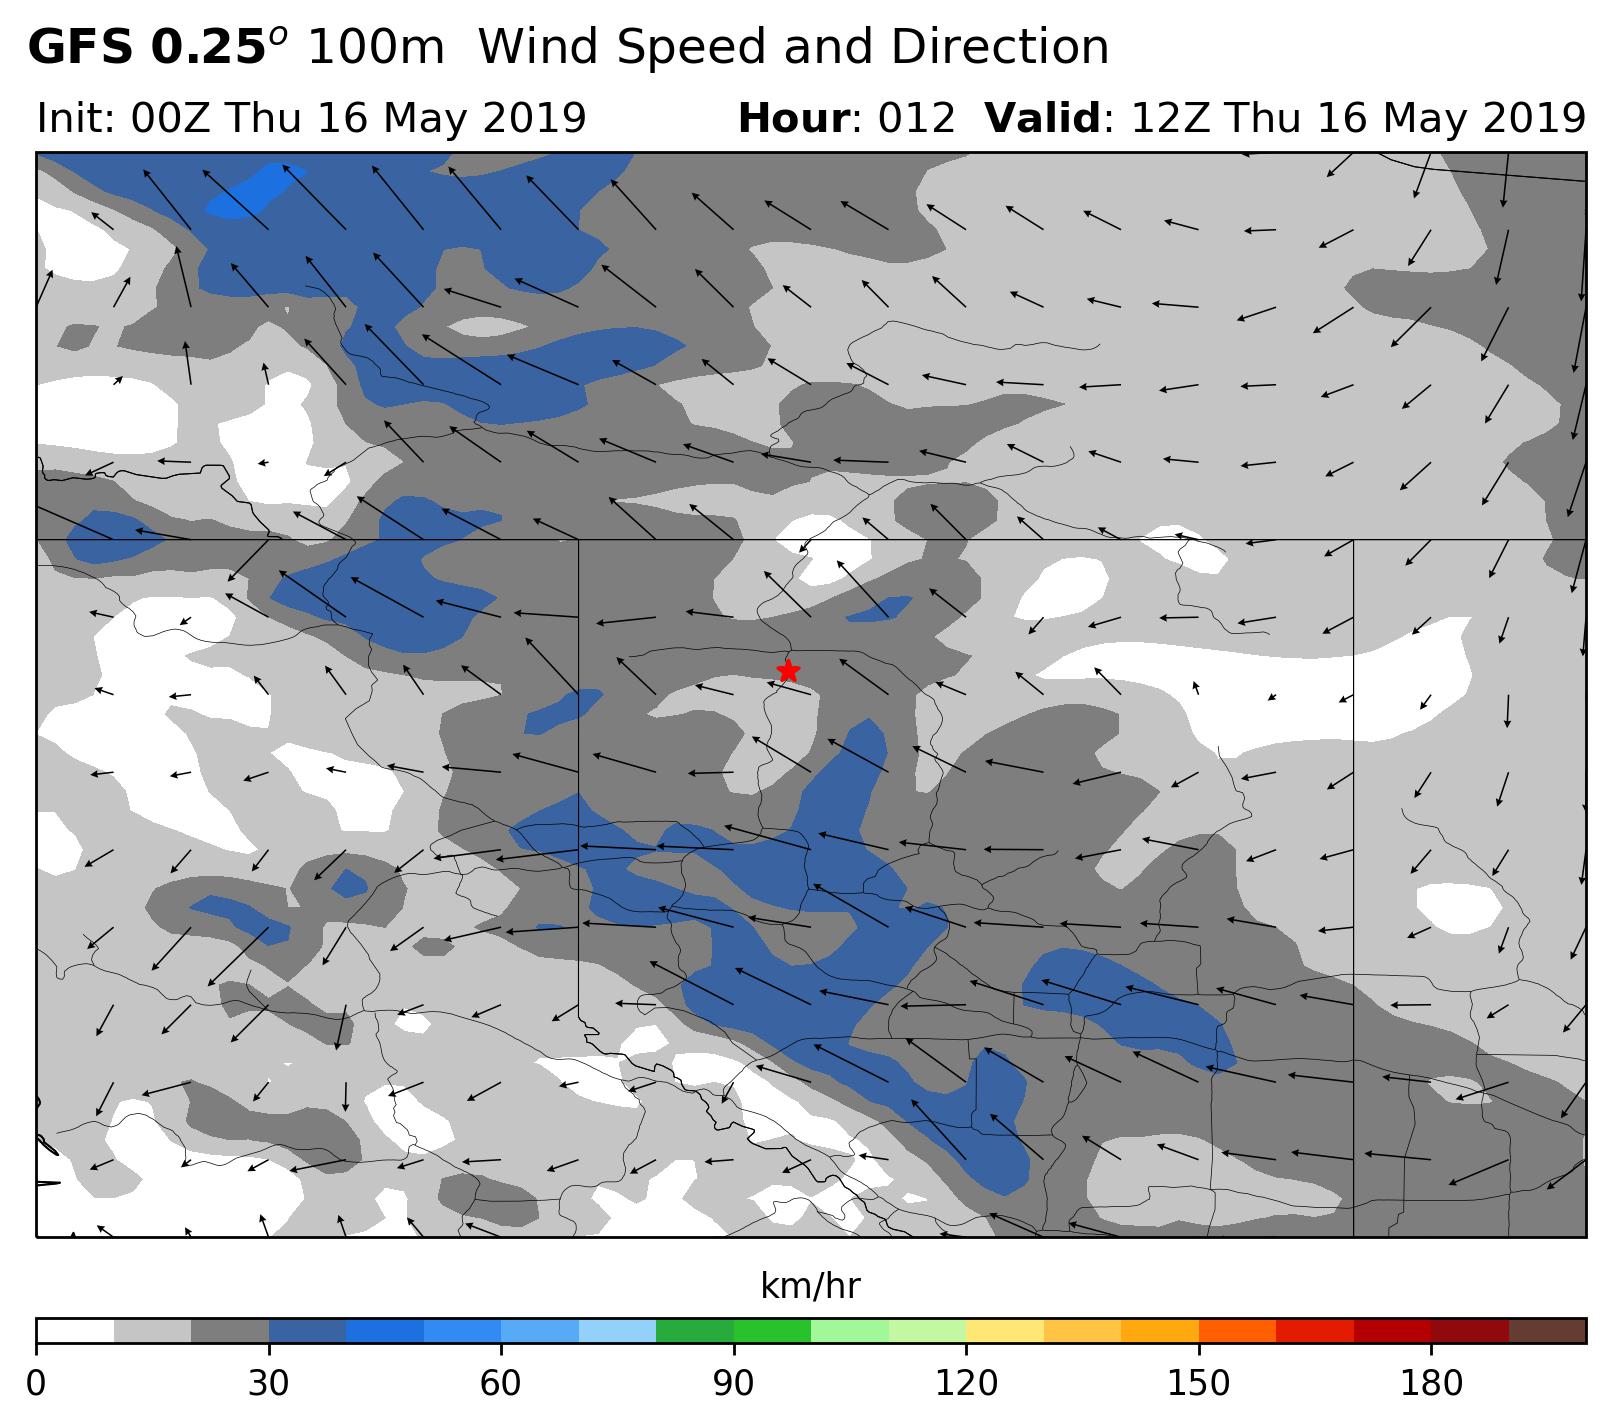 GFS 0.25° 100m Wind Speed and Direction
Init: 00Z Thu 16 May 2019 Hour: 012 Valid: 12Z Thu 16 May 2019
km/hr
0 30 60 90 120 150 180